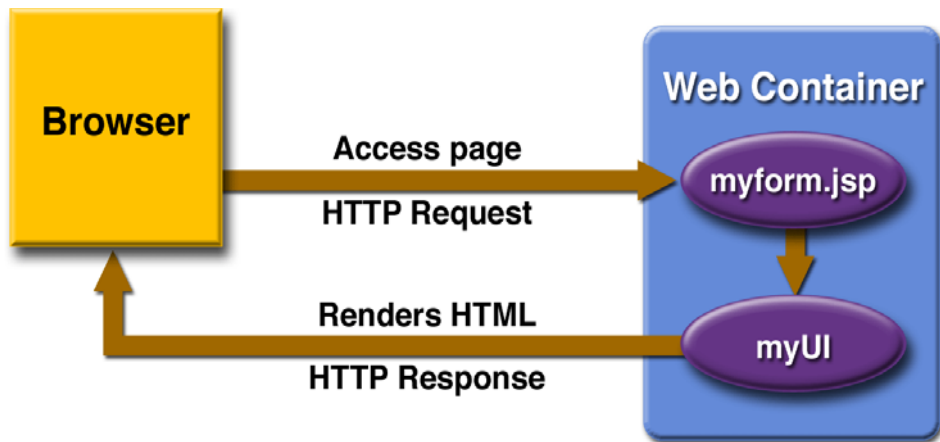 Browser
Web Container
Access page
myform.jsp
HTTP Request
Renders HTML
myUI
HTTP Response